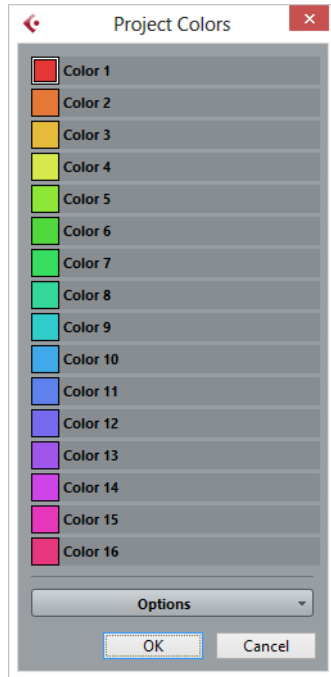 Project Colors
Color 1
Color 2
Color 3
Color 4
Color 5
Color 6
Color 7
Color 8
Color 9
Color 10
Color 11
Color 12
Color 13
Color 14
Color 15
Color 16
Options
OK Cancel